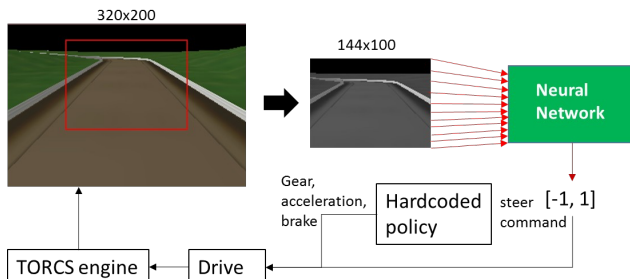 320x200
144x100
Neural
Network
Gear,
acceleration,
brake
Hardcoded
policy
steer [-1, 1]
command
TORCS engine
Drive